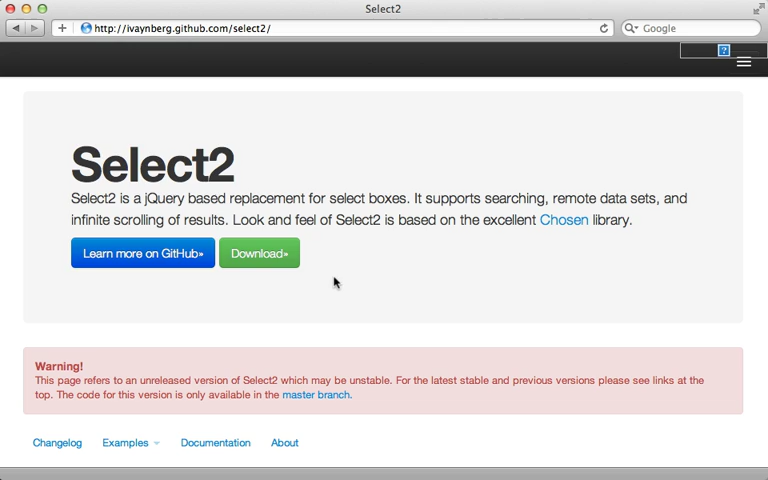 Select2
http://ivaynberg.github.com/select2/
Google
?
Select2
Select2 is a jQuery based replacement for select boxes. It supports searching, remote data sets, and
infinite scrolling of results. Look and feel of Select2 is based on the excellent Chosen library.
Learn more on GitHub» Download»
Warning!
This page refers to an unreleased version of Select2 which may be unstable. For the latest stable and previous versions please see links at the
top. The code for this version is only available in the master branch.
Changelog Examples Documentation About